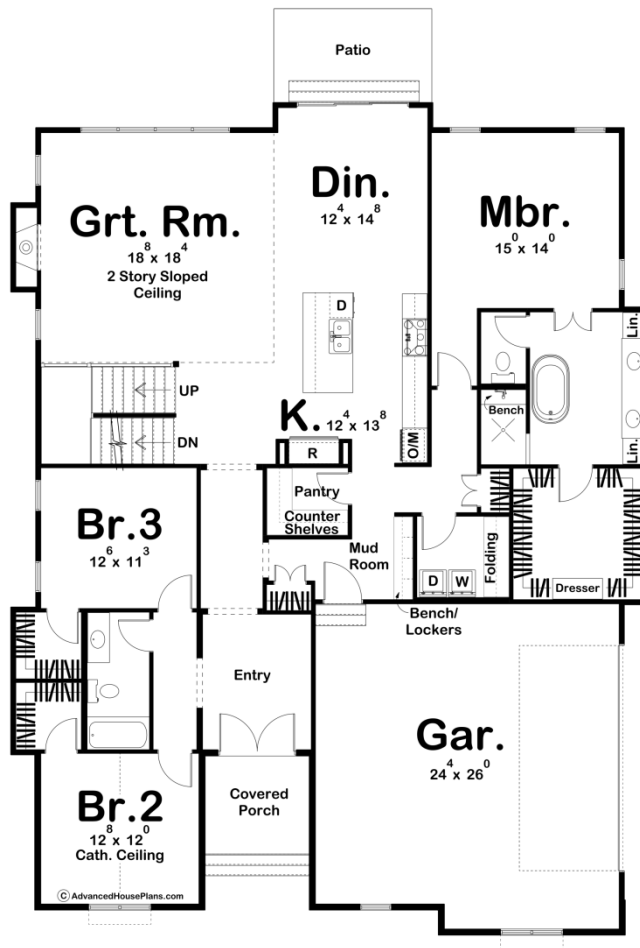 Patio
Din.
12⁴ x 14⁸
Grt. Rm.
18⁸ x 18⁴
2 Story Sloped
Ceiling
Mbr.
15⁰ x 14⁰
D
Lin.
UP
K. 12⁴ x 13⁸
Bench
DN
R
O/M
Lin.
Pantry
Counter
Shelves
Br.3
12⁶ x 11³
Mud
Room
Folding
D W
Dresser
Bench/
Lockers
Entry
Gar.
24⁴ x 26⁰
Covered
Porch
Br.2
12⁸ x 12⁰
Cath. Ceiling
© AdvancedHousePlans.com